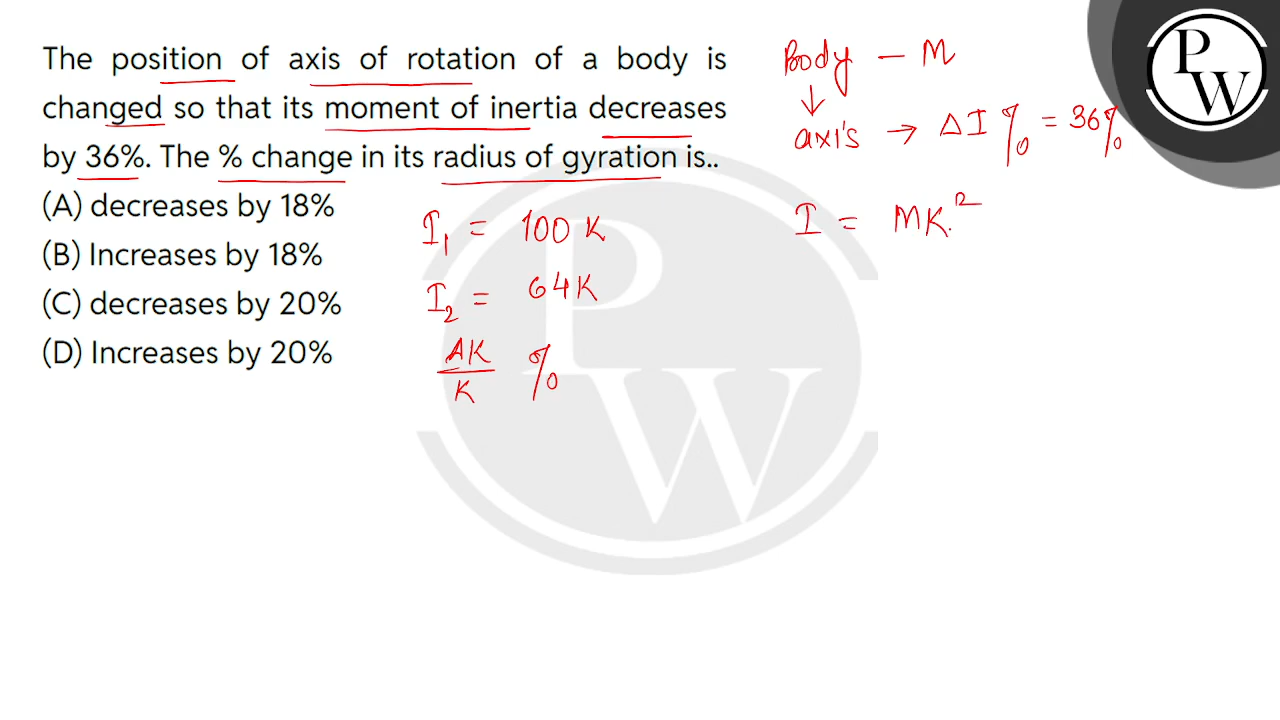 The position of axis of rotation of a body is
changed so that its moment of inertia decreases
by 36%. The % change in its radius of gyration is..
(A) decreases by 18%
(B) Increases by 18%
(C) decreases by 20%
(D) Increases by 20%
I₁ = 100 K
I₂ = 64K
ΔK/K %
Body - M
↓
axis → ΔI % = 36%
I = MK²
PW
PW